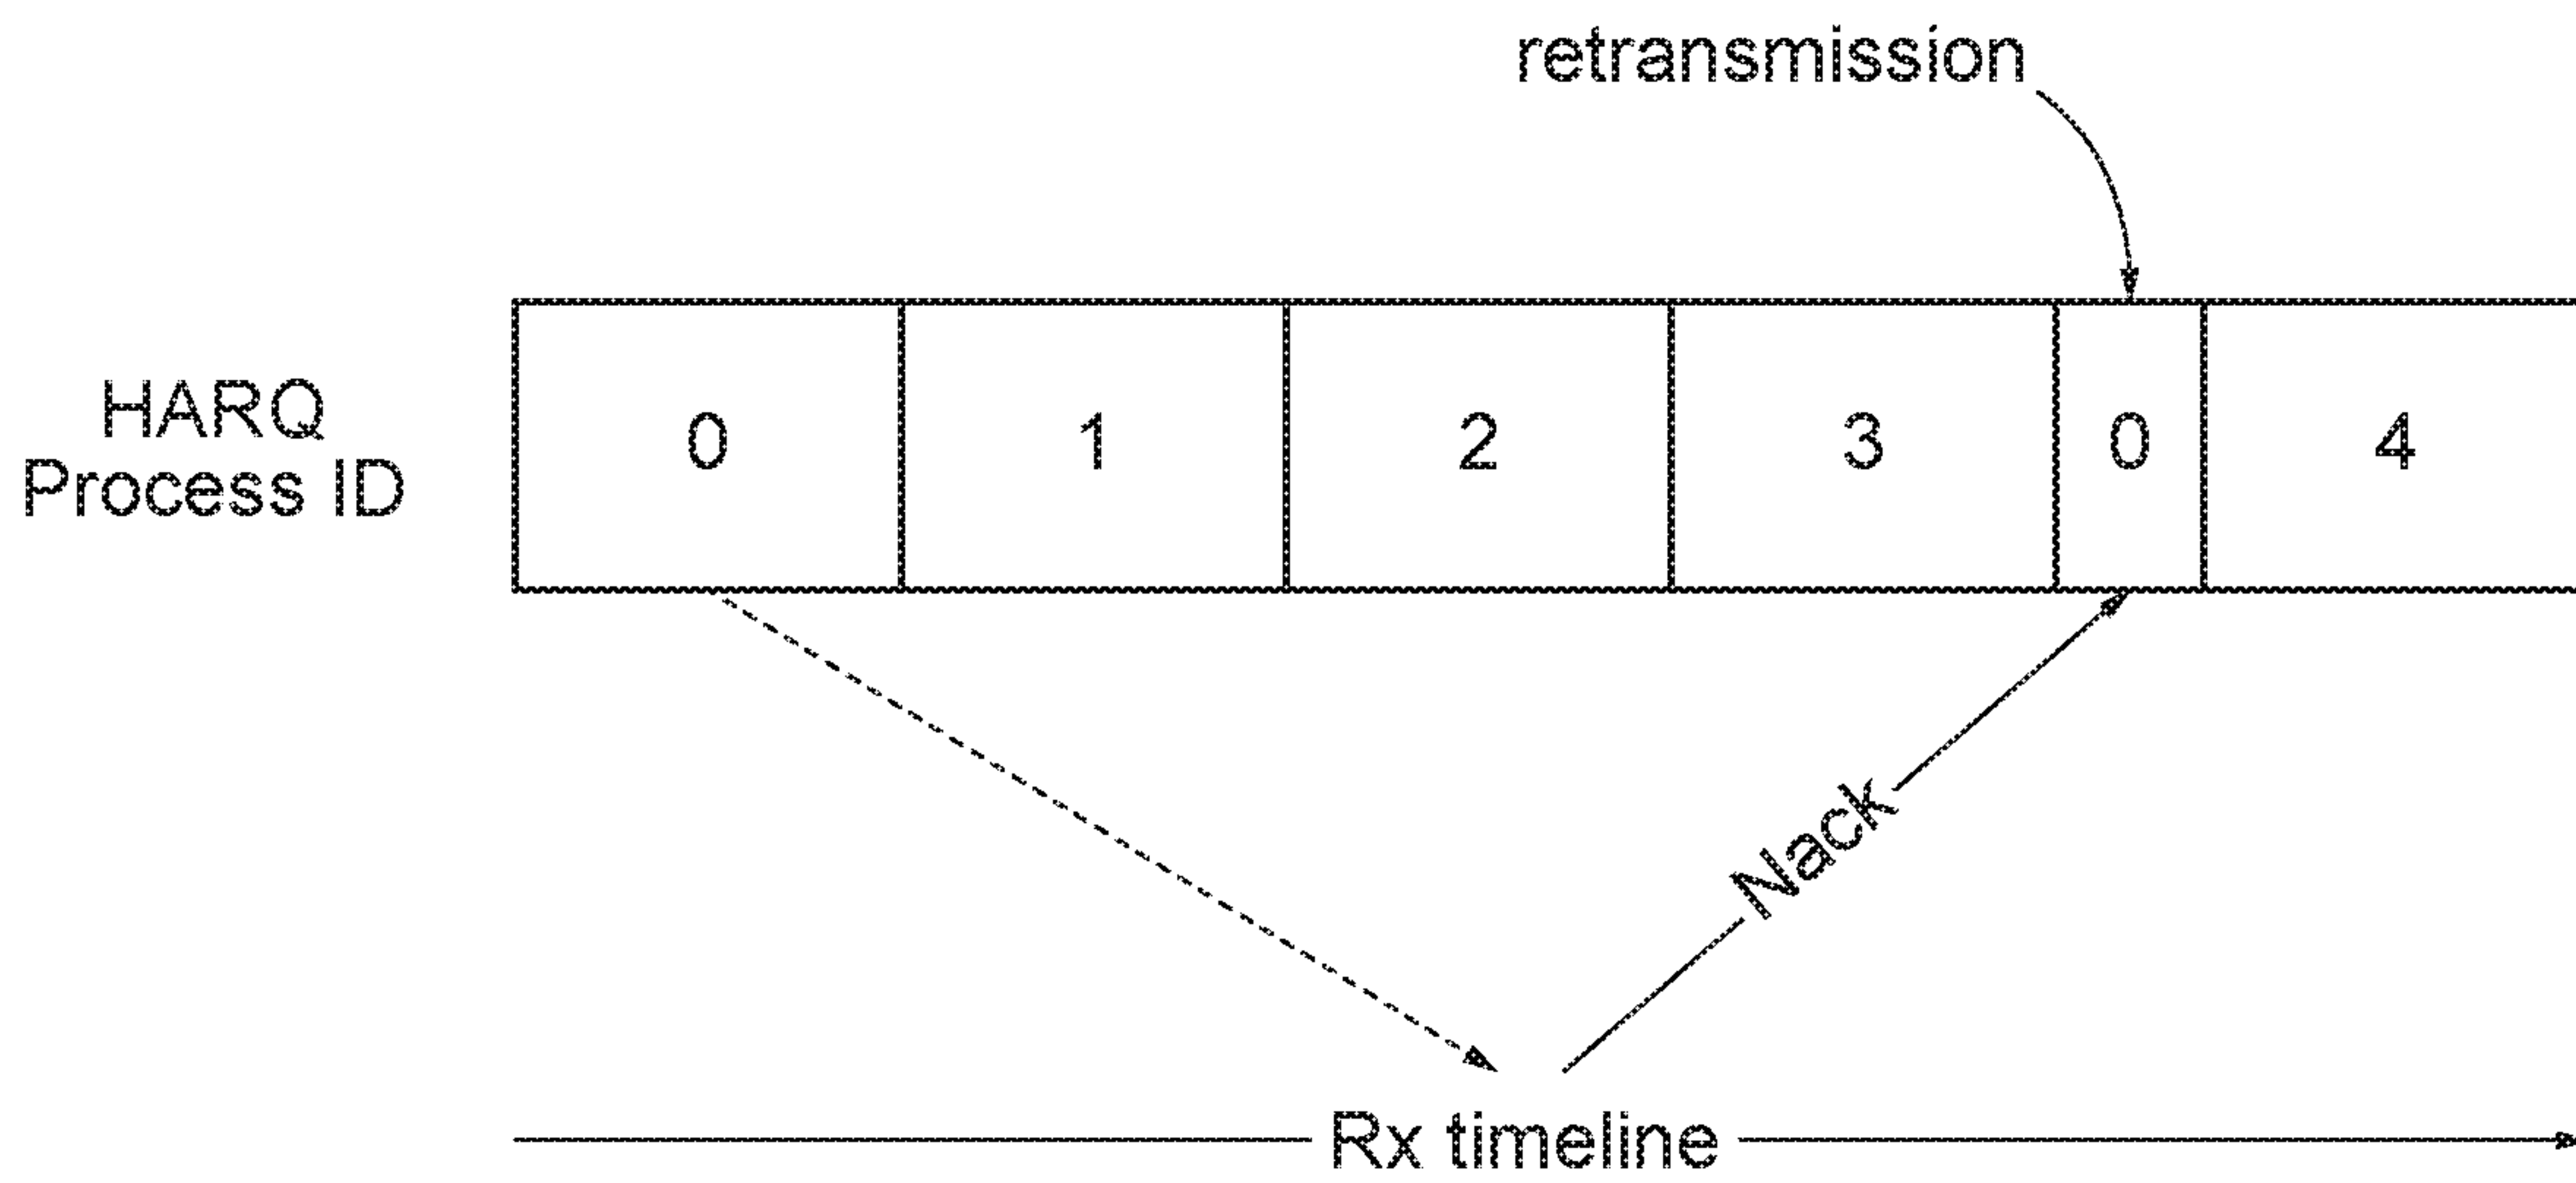 retransmission
HARQ
Process ID
0 1 2 3 0 4
Nack
Rx timeline